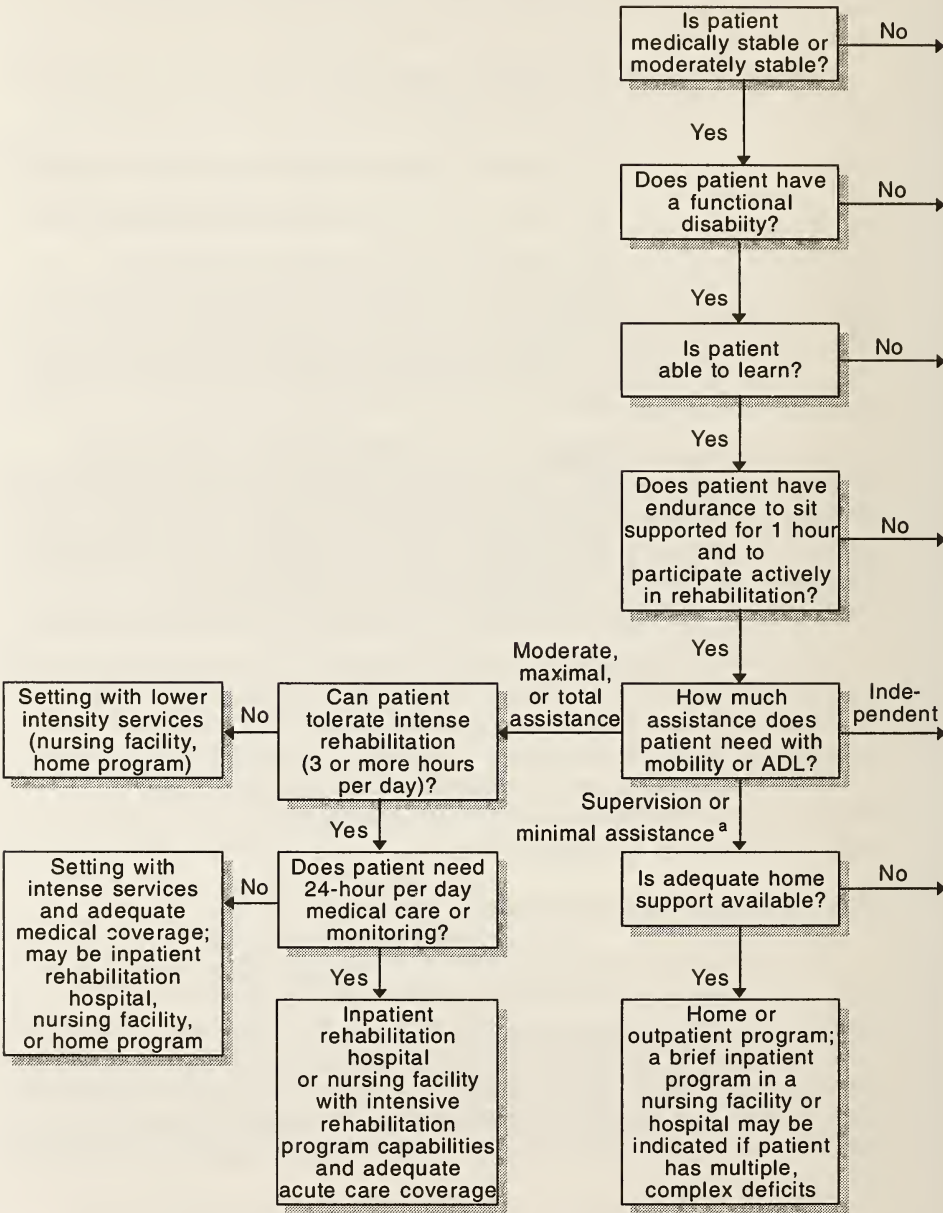 Is patient
medically stable or
moderately stable?
No
Yes
Does patient have
a functional
disabiity?
No
Yes
Is patient
able to learn?
No
Yes
Does patient have
endurance to sit
supported for 1 hour
and to
participate actively
in rehabilitation?
No
Yes
How much
assistance does
patient need with
mobility or ADL?
Inde-
pendent
Moderate,
maximal,
or total
assistance
Can patient
tolerate intense
rehabilitation
(3 or more hours
per day)?
No
Setting with lower
intensity services
(nursing facility,
home program)
Yes
Does patient need
24-hour per day
medical care or
monitoring?
No
Setting with
intense services
and adequate
medical coverage;
may be inpatient
rehabilitation
hospital,
nursing facility,
or home program
Yes
Inpatient
rehabilitation
hospital
or nursing facility
with intensive
rehabilitation
program capabilities
and adequate
acute care coverage
Supervision or
minimal assistance a
Is adequate home
support available?
No
Yes
Home or
outpatient program;
a brief inpatient
program in a
nursing facility or
hospital may be
indicated if patient
has multiple,
complex deficits